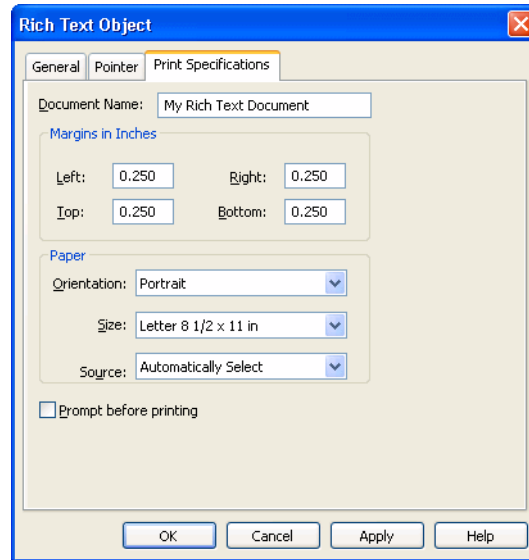 Rich Text Object
General Pointer Print Specifications
Document Name: My Rich Text Document
Margins in Inches
Left: 0.250 Right: 0.250
Top: 0.250 Bottom: 0.250
Paper
Orientation: Portrait
Size: Letter 8 1/2 x 11 in
Source: Automatically Select
Prompt before printing
OK Cancel Apply Help